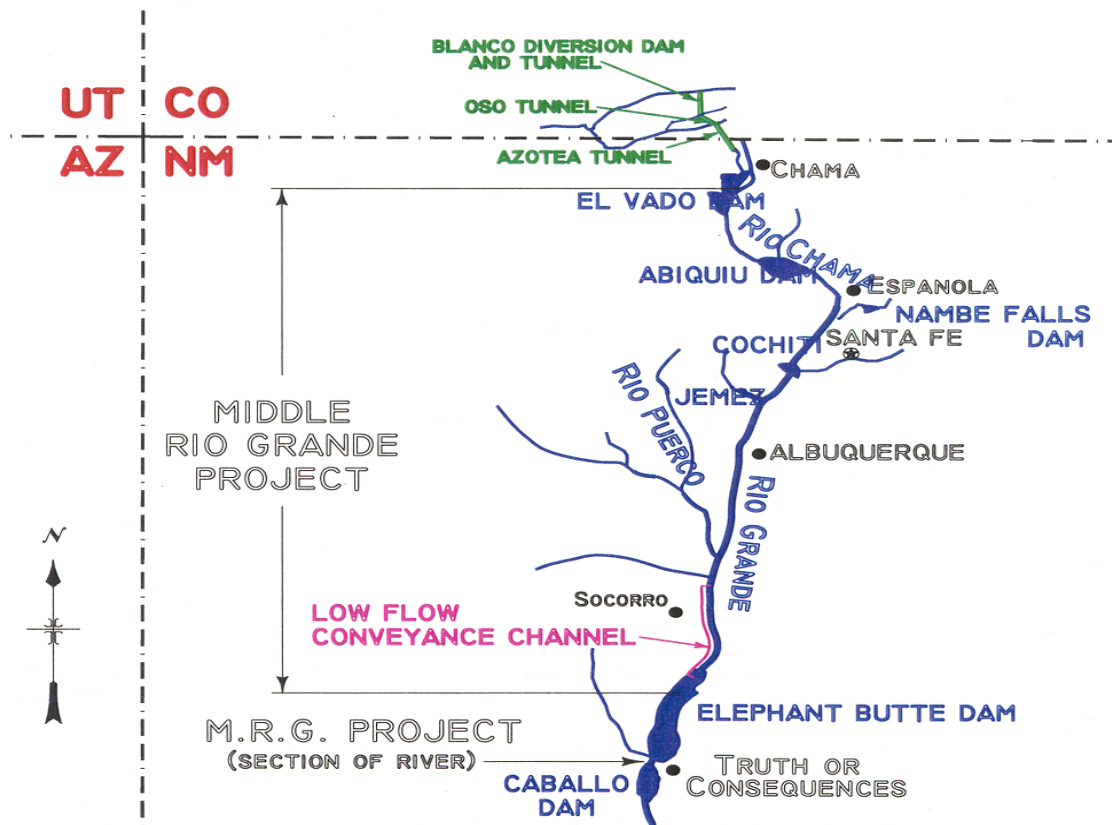 BLANCO DIVERSION DAM
AND TUNNEL
UT CO
OSO TUNNEL
AZ NM
AZOTEA TUNNEL
CHAMA
EL VADO DAM
RIO CHAMA
ABIQUIU DAM
ESPANOLA
NAMBE FALLS
DAM
SANTA FE
COCHITI
RIO PUERCO
JEMEZ
MIDDLE
RIO GRANDE
PROJECT
ALBUQUERQUE
RIO GRANDE
N
SOCORRO
LOW FLOW
CONVEYANCE CHANNEL
ELEPHANT BUTTE DAM
M.R.G. PROJECT
(SECTION OF RIVER)
TRUTH OR
CONSEQUENCES
CABALLO
DAM